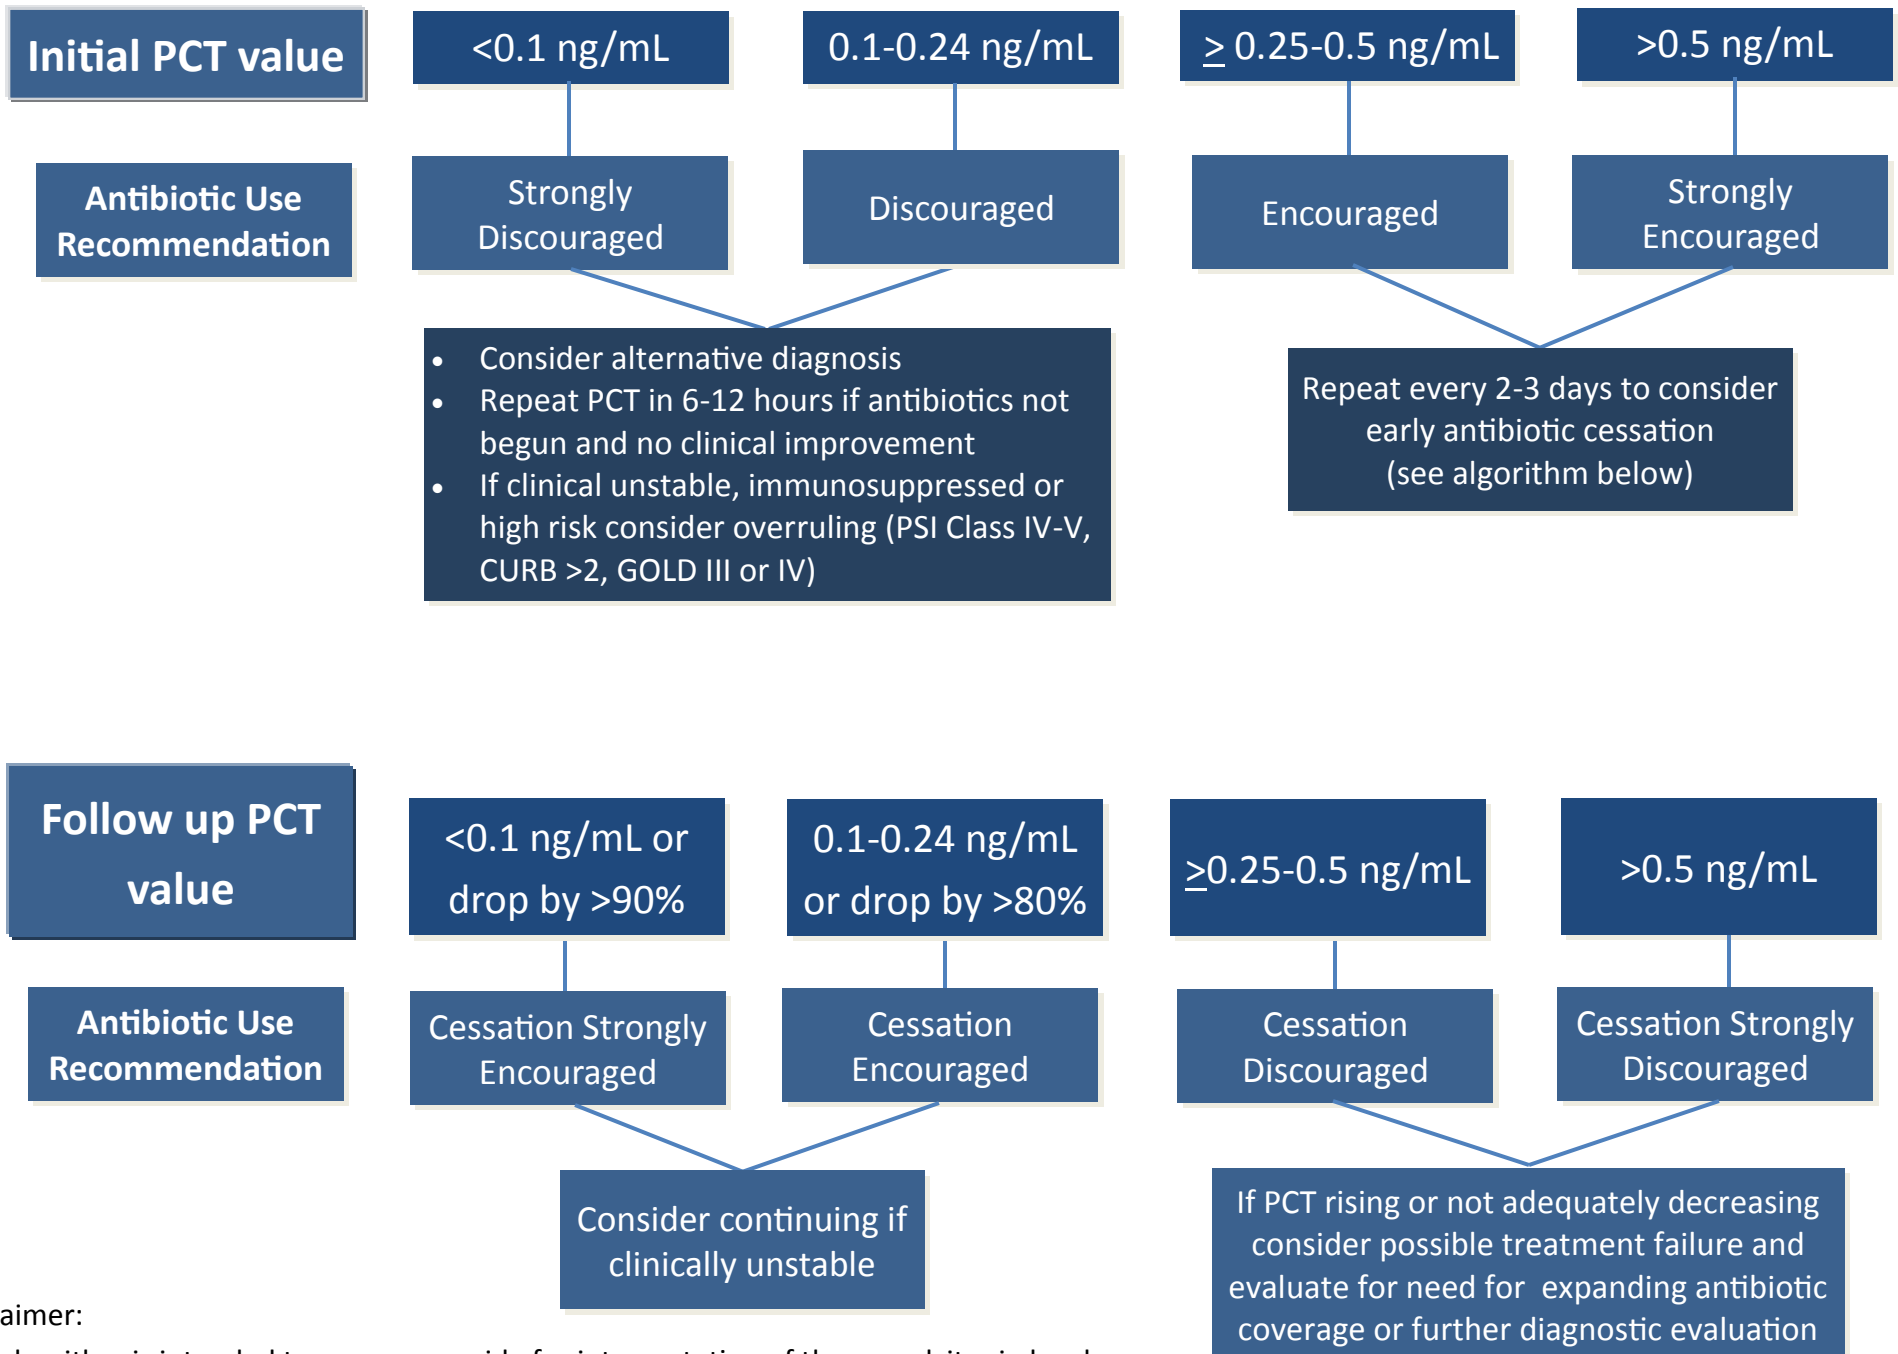 Initial PCT value
<0.1 ng/mL
0.1-0.24 ng/mL
≥ 0.25-0.5 ng/mL
>0.5 ng/mL
Antibiotic Use
Recommendation
Strongly
Discouraged
Discouraged
Encouraged
Strongly
Encouraged
• Consider alternative diagnosis
• Repeat PCT in 6-12 hours if antibiotics not
begun and no clinical improvement
• If clinical unstable, immunosuppressed or
high risk consider overruling (PSI Class IV-V,
CURB >2, GOLD III or IV)
Repeat every 2-3 days to consider
early antibiotic cessation
(see algorithm below)
Follow up PCT
value
<0.1 ng/mL or
drop by >90%
0.1-0.24 ng/mL
or drop by >80%
≥0.25-0.5 ng/mL
>0.5 ng/mL
Antibiotic Use
Recommendation
Cessation Strongly
Encouraged
Cessation
Encouraged
Cessation
Discouraged
Cessation Strongly
Discouraged
Consider continuing if
clinically unstable
If PCT rising or not adequately decreasing
consider possible treatment failure and
evaluate for need for expanding antibiotic
coverage or further diagnostic evaluation
aimer: